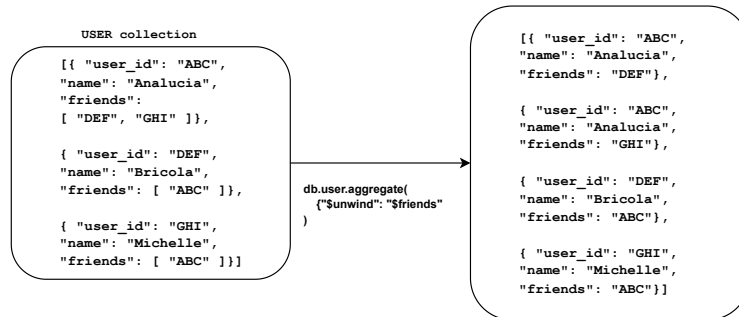 USER collection
[{ "user_id": "ABC",
"name": "Analucia",
"friends":
[ "DEF", "GHI" ]},
{ "user_id": "DEF",
"name": "Bricola",
"friends": [ "ABC" ]},
{ "user_id": "GHI",
"name": "Michelle",
"friends": [ "ABC" ]}]
db.user.aggregate(
{"$unwind": "$friends"
)
[{ "user_id": "ABC",
"name": "Analucia",
"friends": "DEF"},
{ "user_id": "ABC",
"name": "Analucia",
"friends": "GHI"},
{ "user_id": "DEF",
"name": "Bricola",
"friends": "ABC"},
{ "user_id": "GHI",
"name": "Michelle",
"friends": "ABC"}]